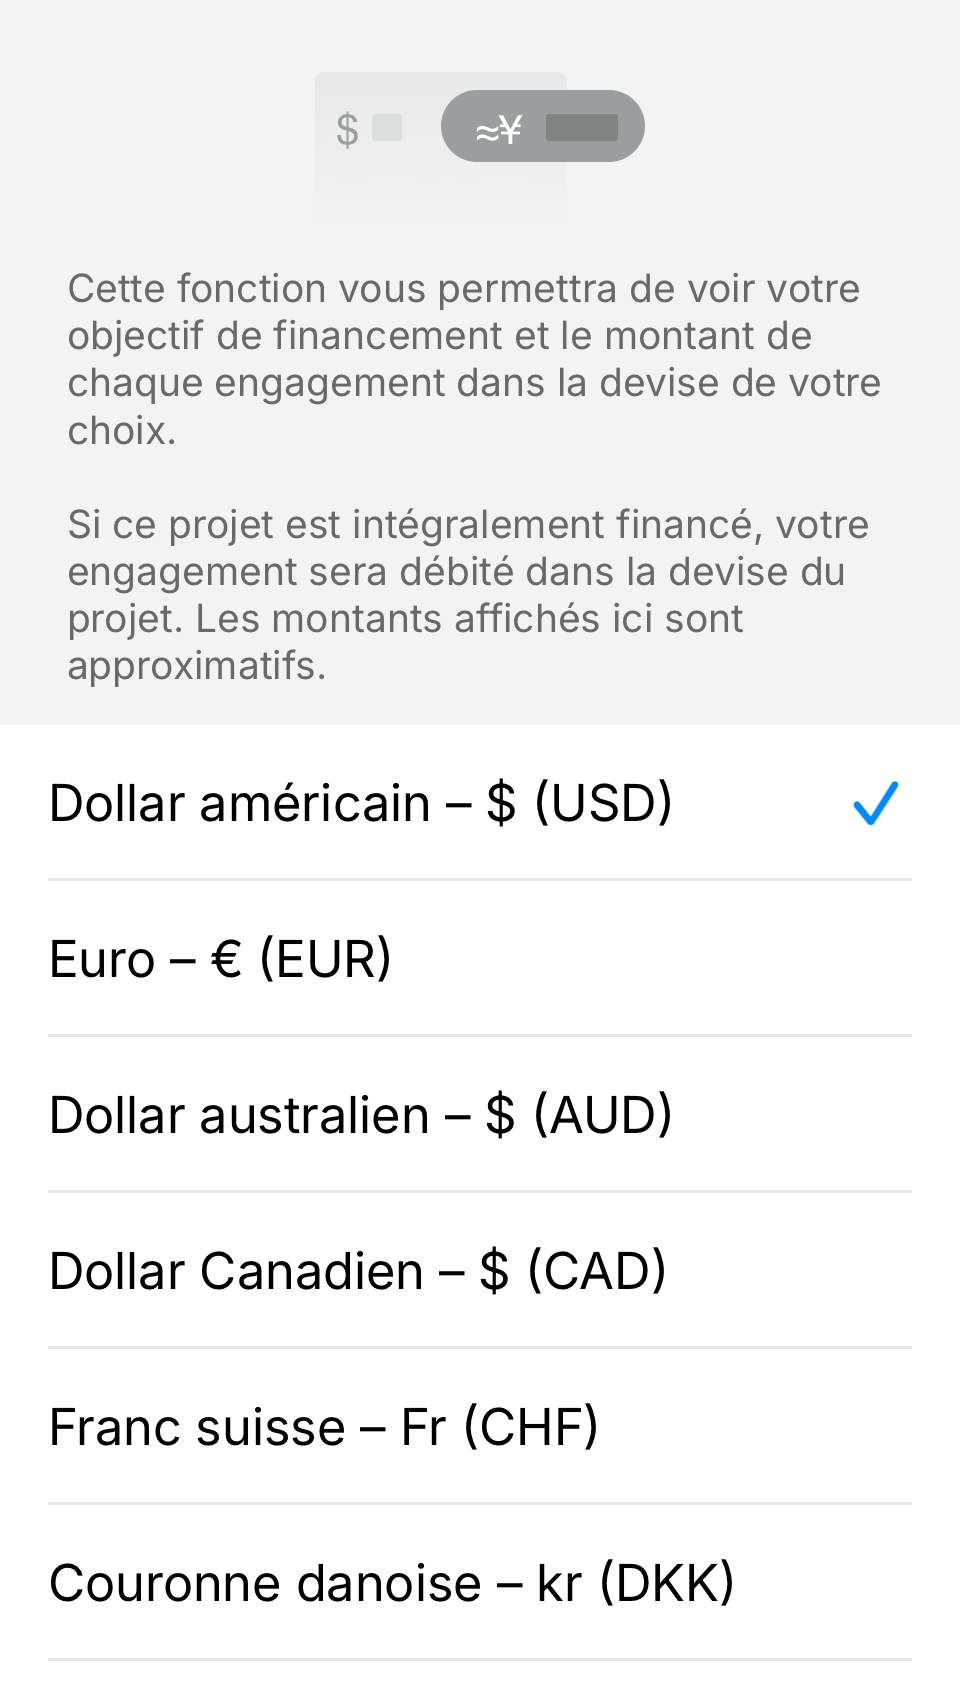 $ ≈¥
Cette fonction vous permettra de voir votre
objectif de financement et le montant de
chaque engagement dans la devise de votre
choix.
Si ce projet est intégralement financé, votre
engagement sera débité dans la devise du
projet. Les montants affichés ici sont
approximatifs.
Dollar américain – $ (USD)
Euro – € (EUR)
Dollar australien – $ (AUD)
Dollar Canadien – $ (CAD)
Franc suisse – Fr (CHF)
Couronne danoise – kr (DKK)